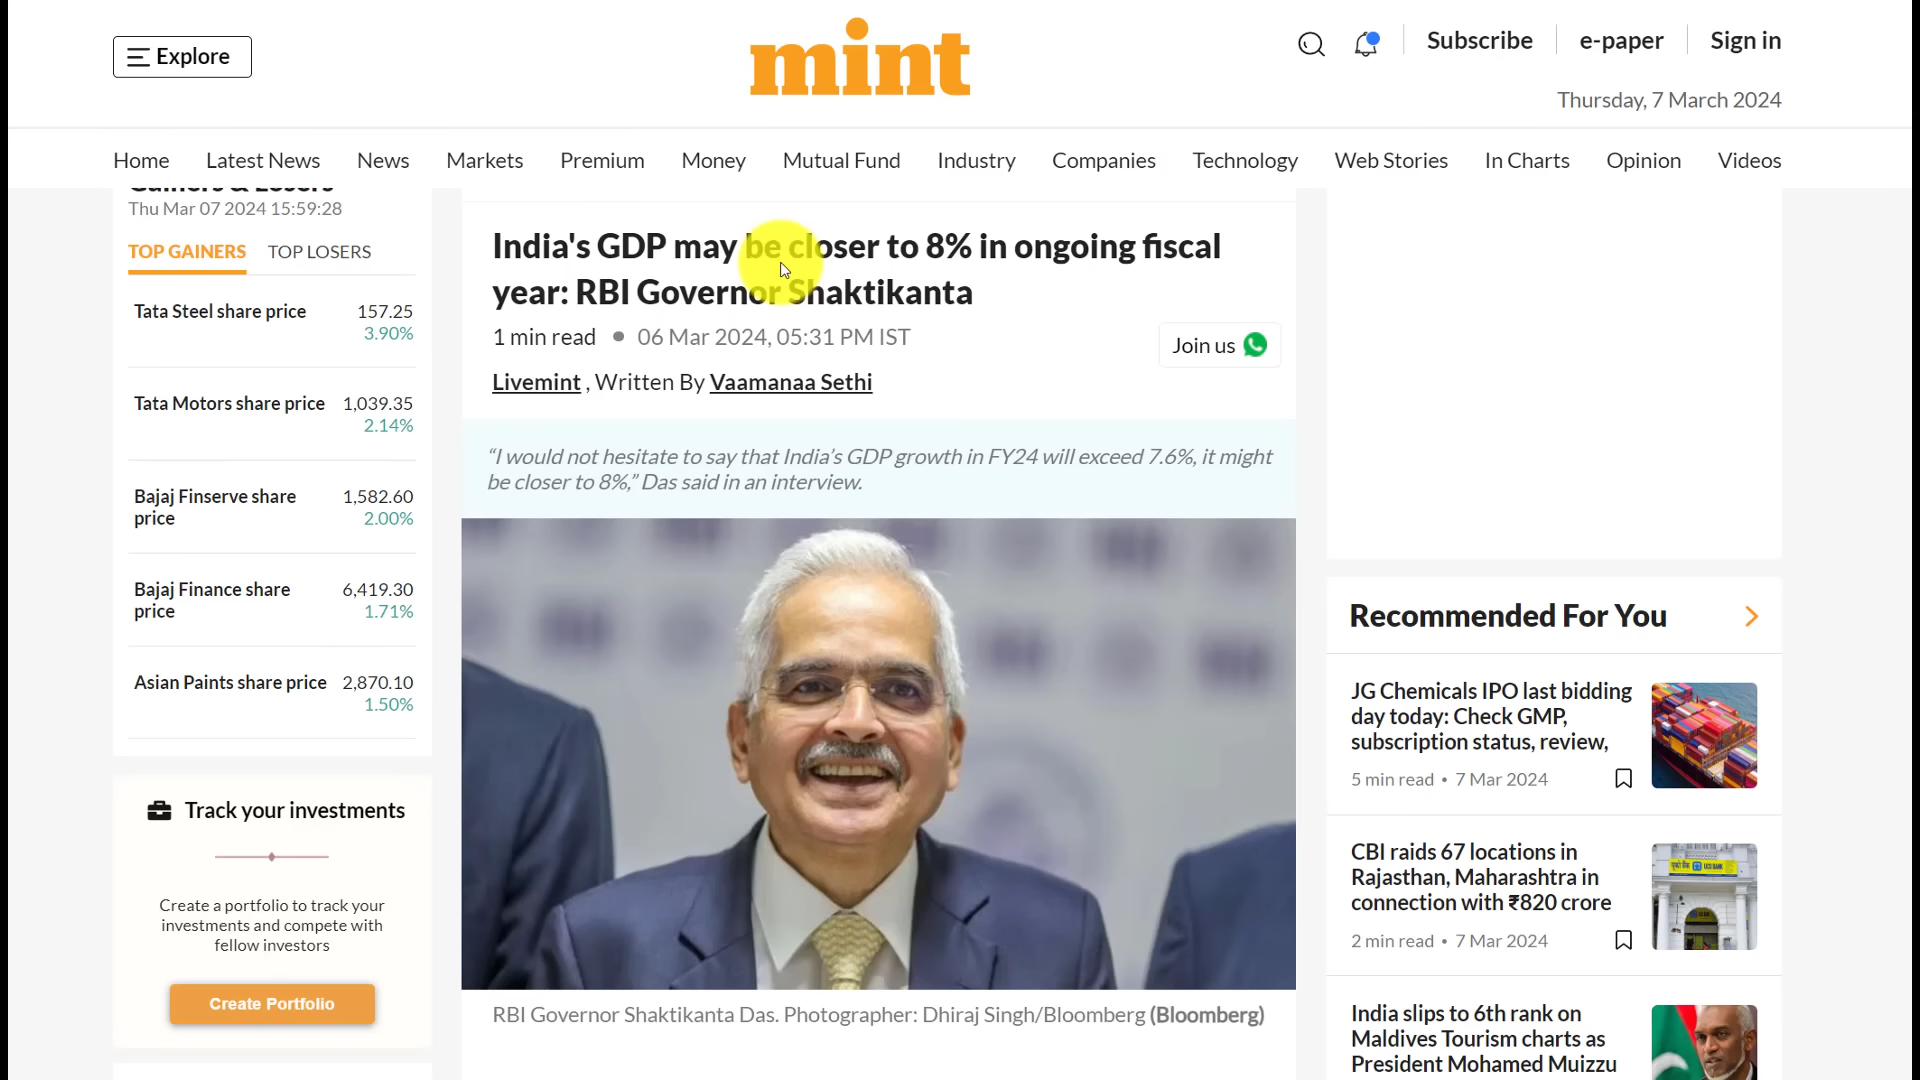 Explore
mint
Subscribe
e-paper
Sign in
Thursday, 7 March 2024
Home
Latest News
News
Markets
Premium
Money
Mutual Fund
Industry
Companies
Technology
Web Stories
In Charts
Opinion
Videos
Gainers & Losers
Thu Mar 07 2024 15:59:28
TOP GAINERS
TOP LOSERS
Tata Steel share price 157.25
3.90%
Tata Motors share price 1,039.35
2.14%
Bajaj Finserve share 1,582.60
price 2.00%
Bajaj Finance share 6,419.30
price 1.71%
Asian Paints share price 2,870.10
1.50%
Track your investments
Create a portfolio to track your
investments and compete with
fellow investors
Create Portfolio
India's GDP may be closer to 8% in ongoing fiscal
year: RBI Governor Shaktikanta
1 min read • 06 Mar 2024, 05:31 PM IST
Join us
Livemint , Written By Vaamanaa Sethi
“I would not hesitate to say that India’s GDP growth in FY24 will exceed 7.6%, it might
be closer to 8%,” Das said in an interview.
RBI Governor Shaktikanta Das. Photographer: Dhiraj Singh/Bloomberg (Bloomberg)
Recommended For You
JG Chemicals IPO last bidding
day today: Check GMP,
subscription status, review,
5 min read • 7 Mar 2024
CBI raids 67 locations in
Rajasthan, Maharashtra in
connection with ₹820 crore
2 min read • 7 Mar 2024
India slips to 6th rank on
Maldives Tourism charts as
President Mohamed Muizzu